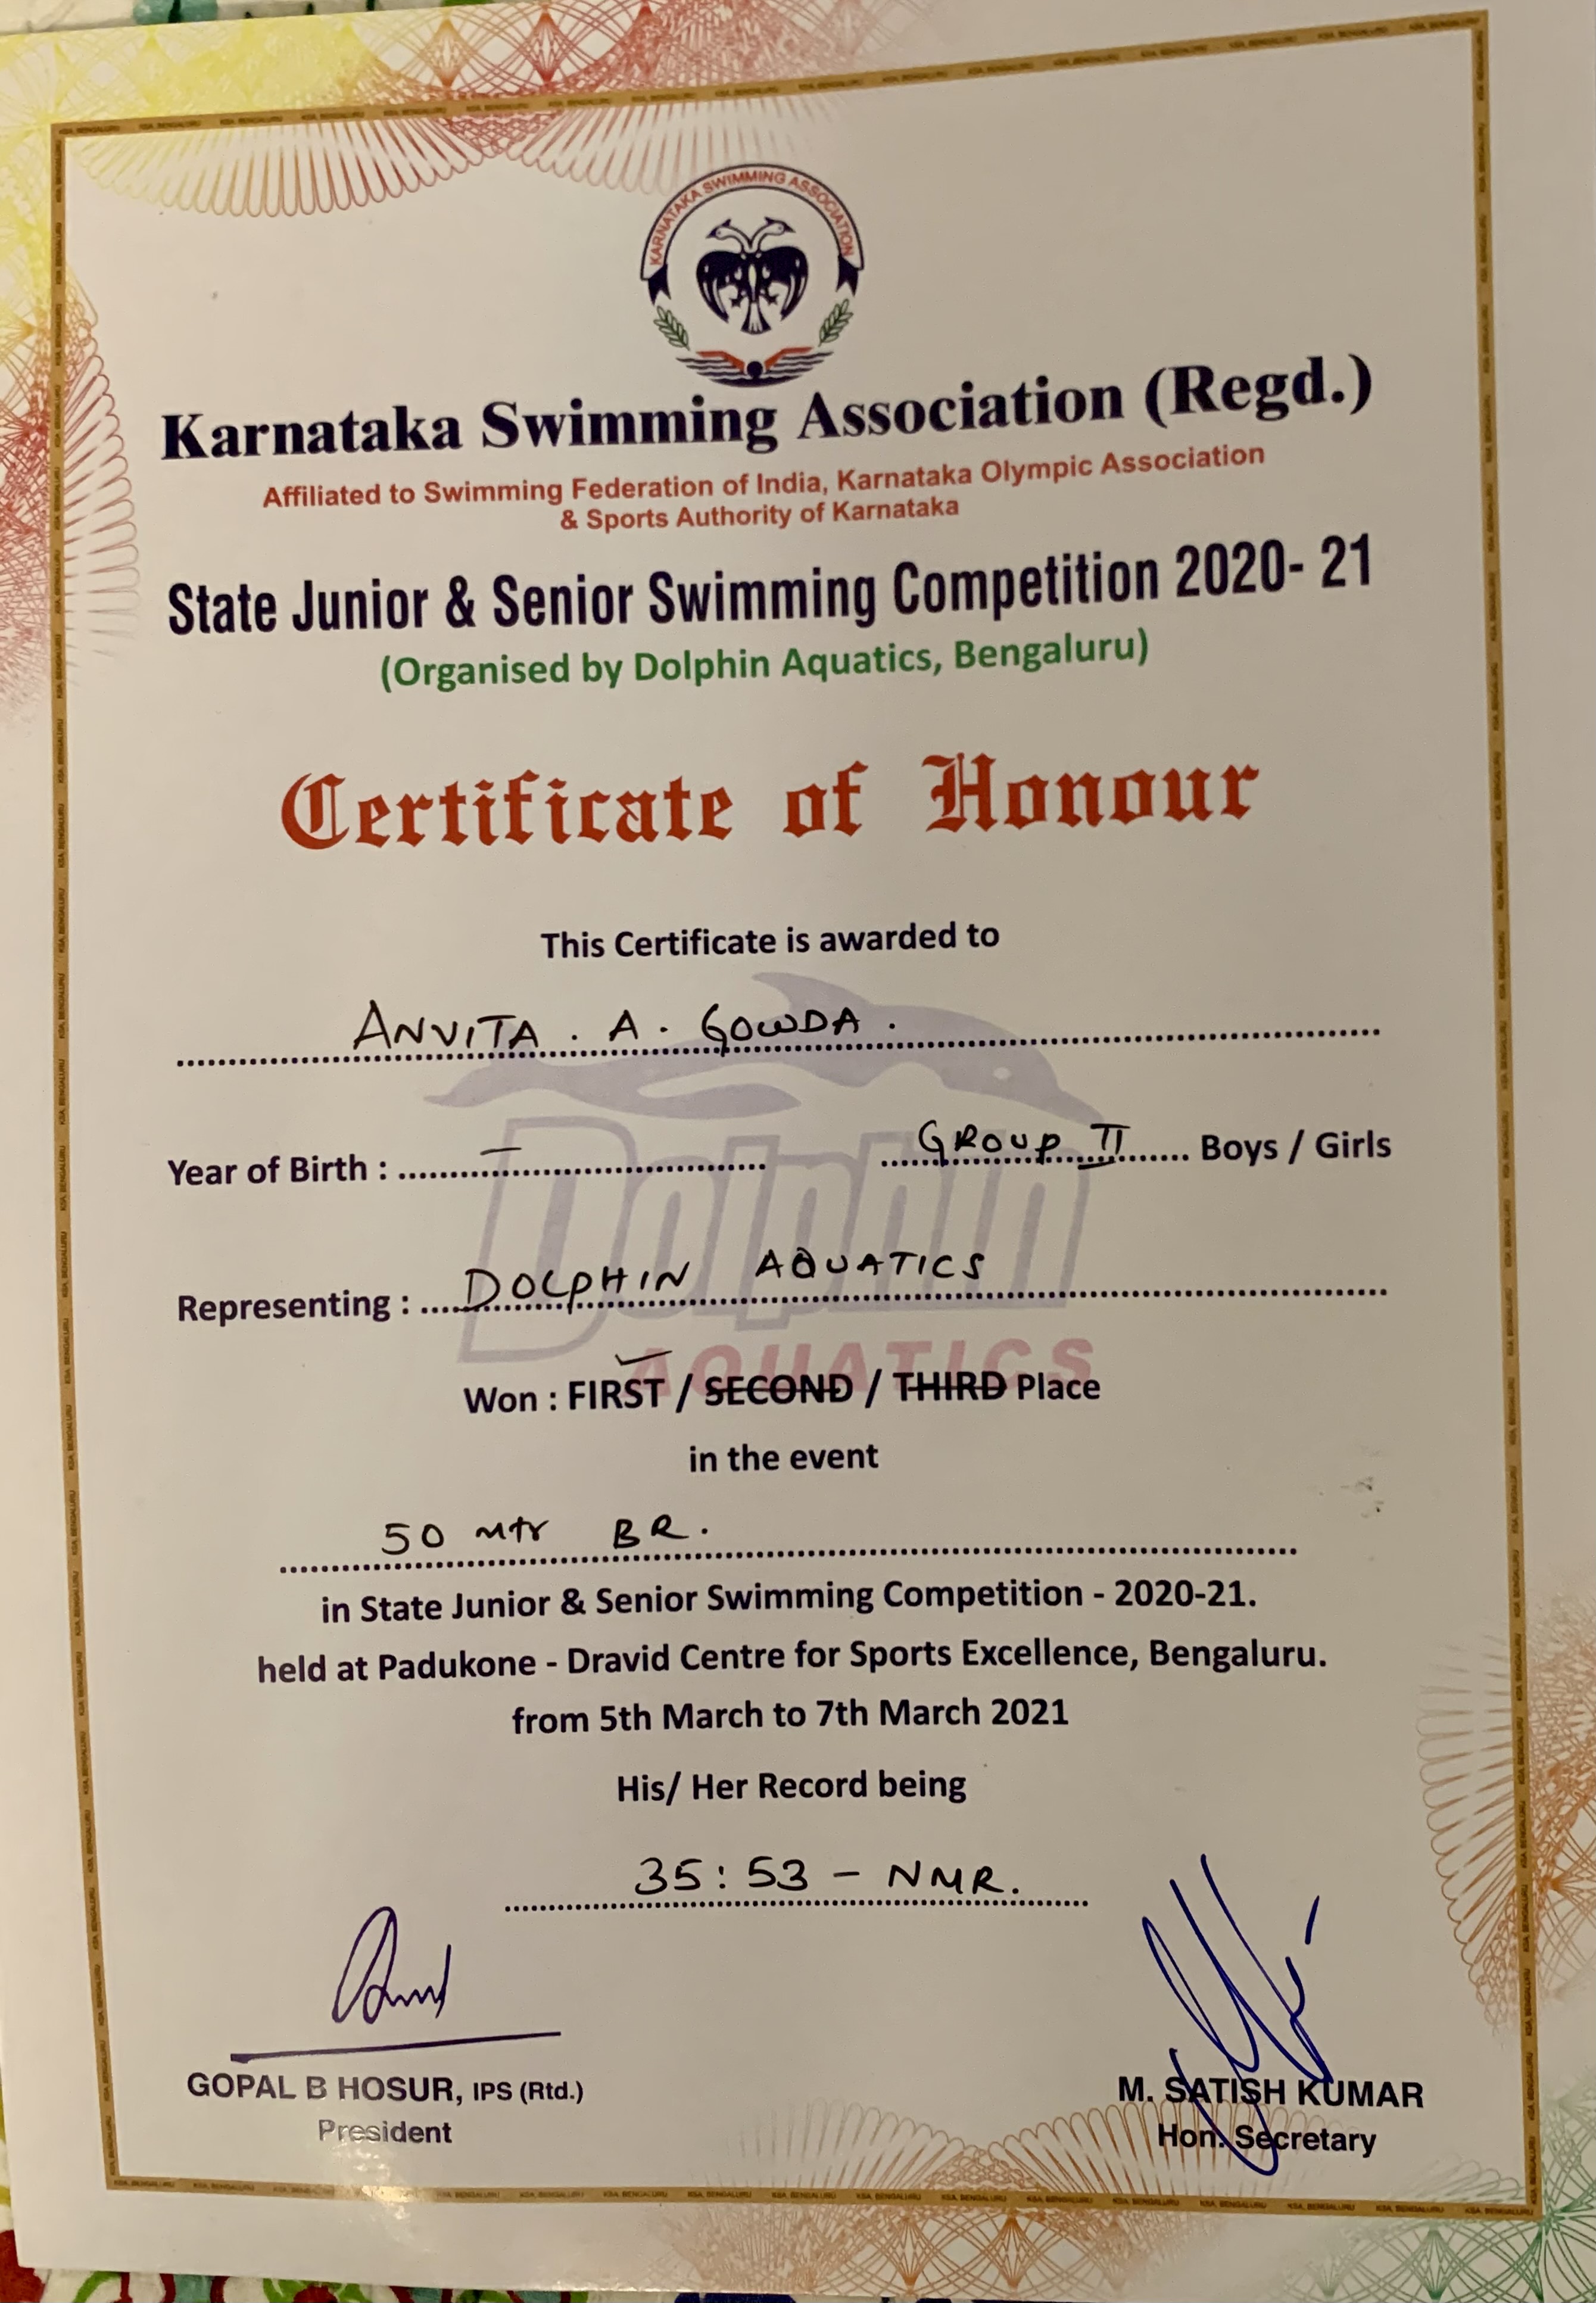 KARNATAKA SWIMMING ASSOCIATION
Karnataka Swimming Association (Regd.)
Affiliated to Swimming Federation of India, Karnataka Olympic Association
& Sports Authority of Karnataka
State Junior & Senior Swimming Competition 2020- 21
(Organised by Dolphin Aquatics, Bengaluru)
Certificate of Honour
This Certificate is awarded to
ANVITA . A . GOWDA .
Year of Birth : — GROUP II Boys / Girls
Representing : DOLPHIN AQUATICS
Dolphin
AQUATICS
Won : FIRST / SECOND / THIRD Place
in the event
50 mtr BR.
in State Junior & Senior Swimming Competition - 2020-21.
held at Padukone - Dravid Centre for Sports Excellence, Bengaluru.
from 5th March to 7th March 2021
His/ Her Record being
35:53 – NMR.
GOPAL B HOSUR, IPS (Rtd.) M. SATISH KUMAR
President Hon. Secretary